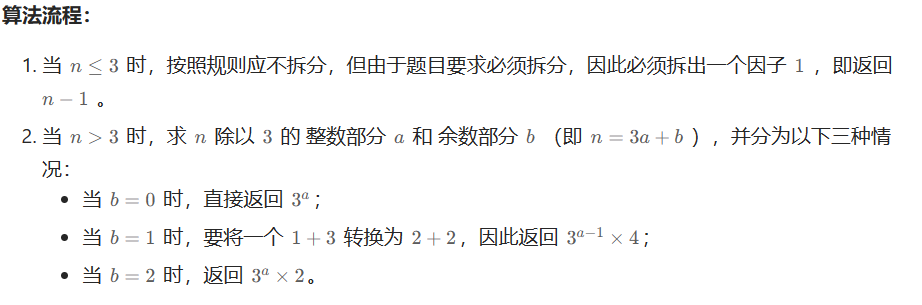 算法流程：
1. 当 n ≤ 3 时，按照规则应不拆分，但由于题目要求必须拆分，因此必须拆出一个因子 1 ，即返回
n − 1 。
2. 当 n > 3 时，求 n 除以 3 的 整数部分 a 和 余数部分 b （即 n = 3a + b ），并分为以下三种情
况：
• 当 b = 0 时，直接返回 3^a；
• 当 b = 1 时，要将一个 1 + 3 转换为 2 + 2，因此返回 3^{a−1} × 4；
• 当 b = 2 时，返回 3^a × 2。